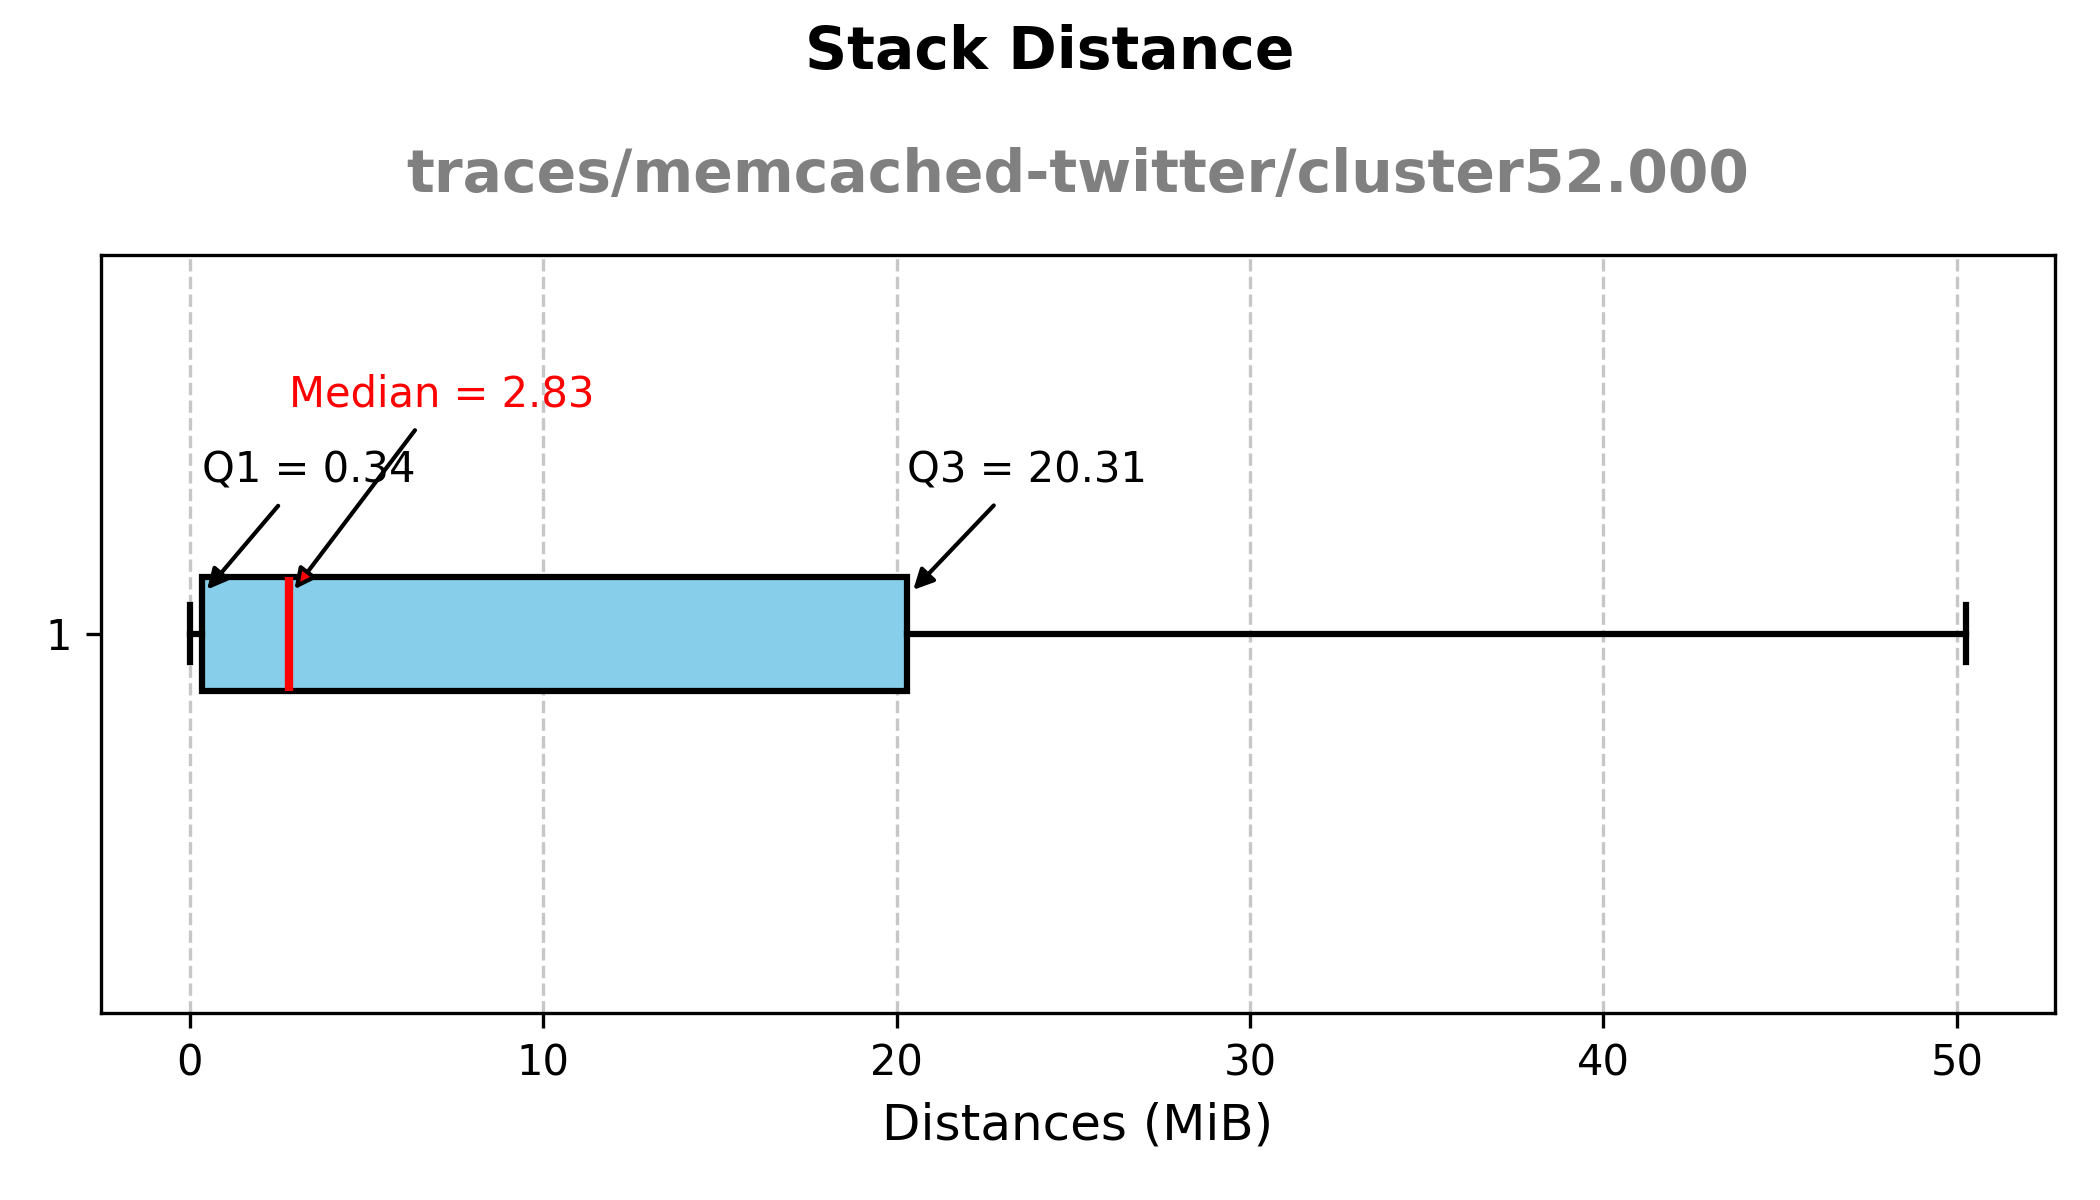 Stack Distance
traces/memcached-twitter/cluster52.000
Median = 2.83
Q1 = 0.34
Q3 = 20.31
1
0 10 20 30 40 50
Distances (MiB)